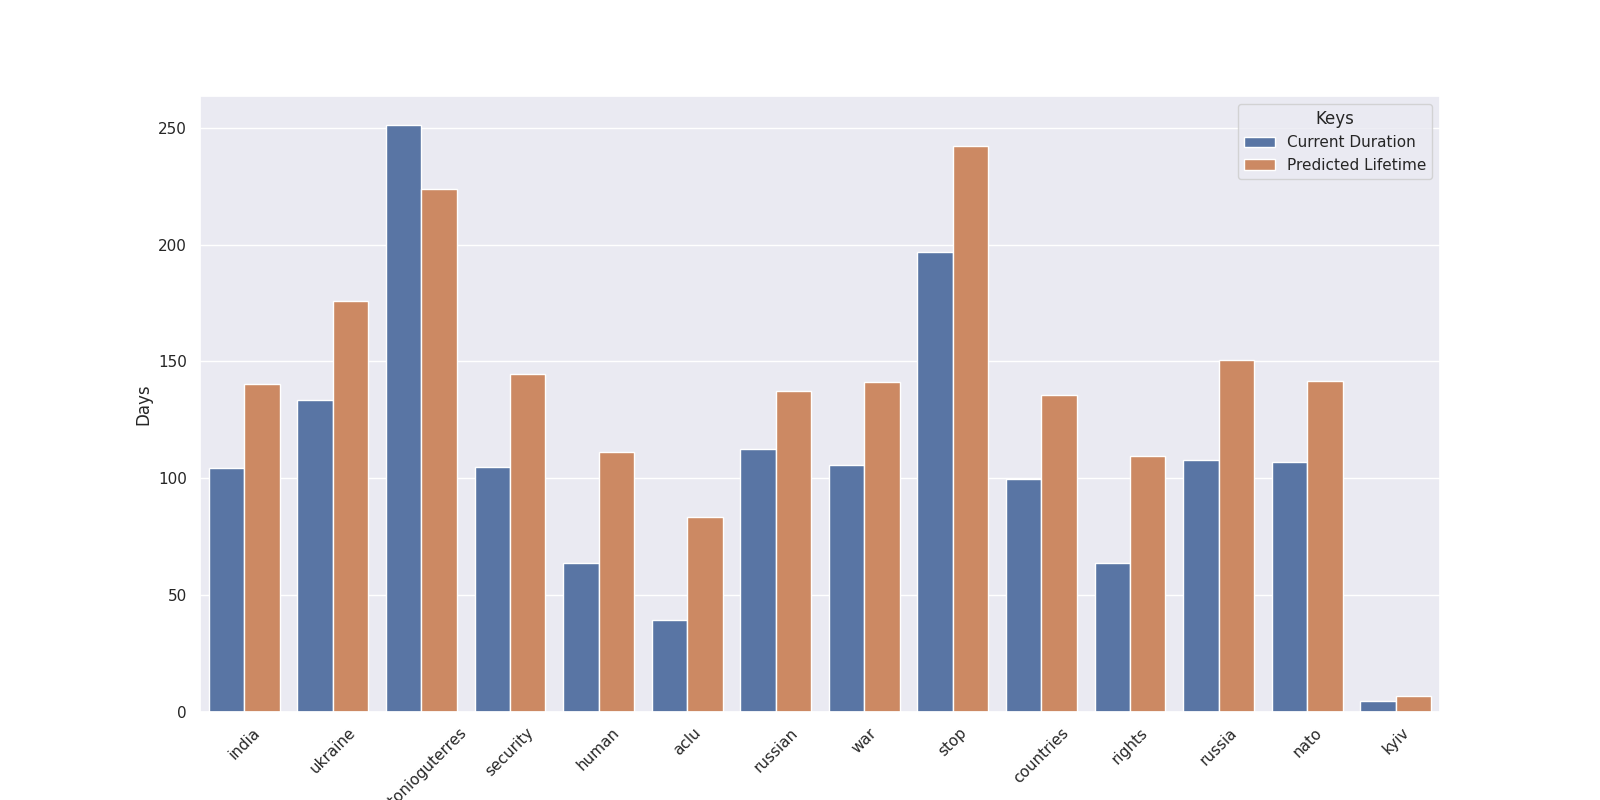 Keys
Current Duration
Predicted Lifetime
250
200
150
100
50
0
Days
india
ukraine
tonioguterres
security
human
aclu
russian
war
stop
countries
rights
russia
nato
kyiv